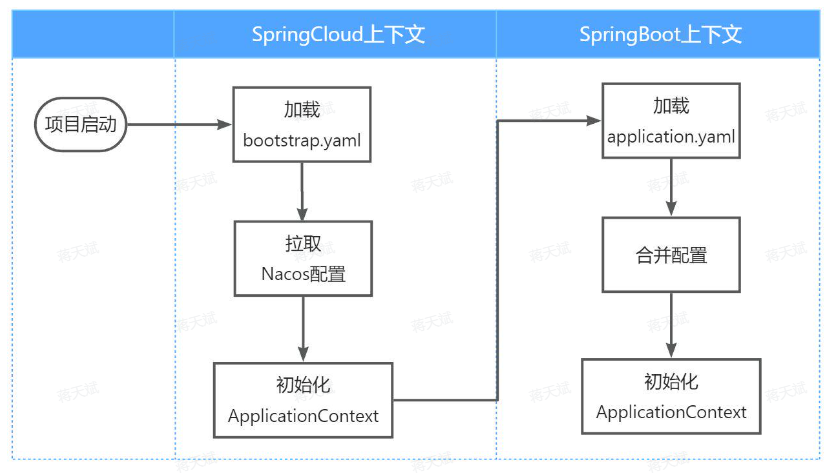 SpringCloud上下文
SpringBoot上下文
项目启动
加载
bootstrap.yaml
拉取
Nacos配置
初始化
ApplicationContext
加载
application.yaml
合并配置
初始化
ApplicationContext
蒋天斌